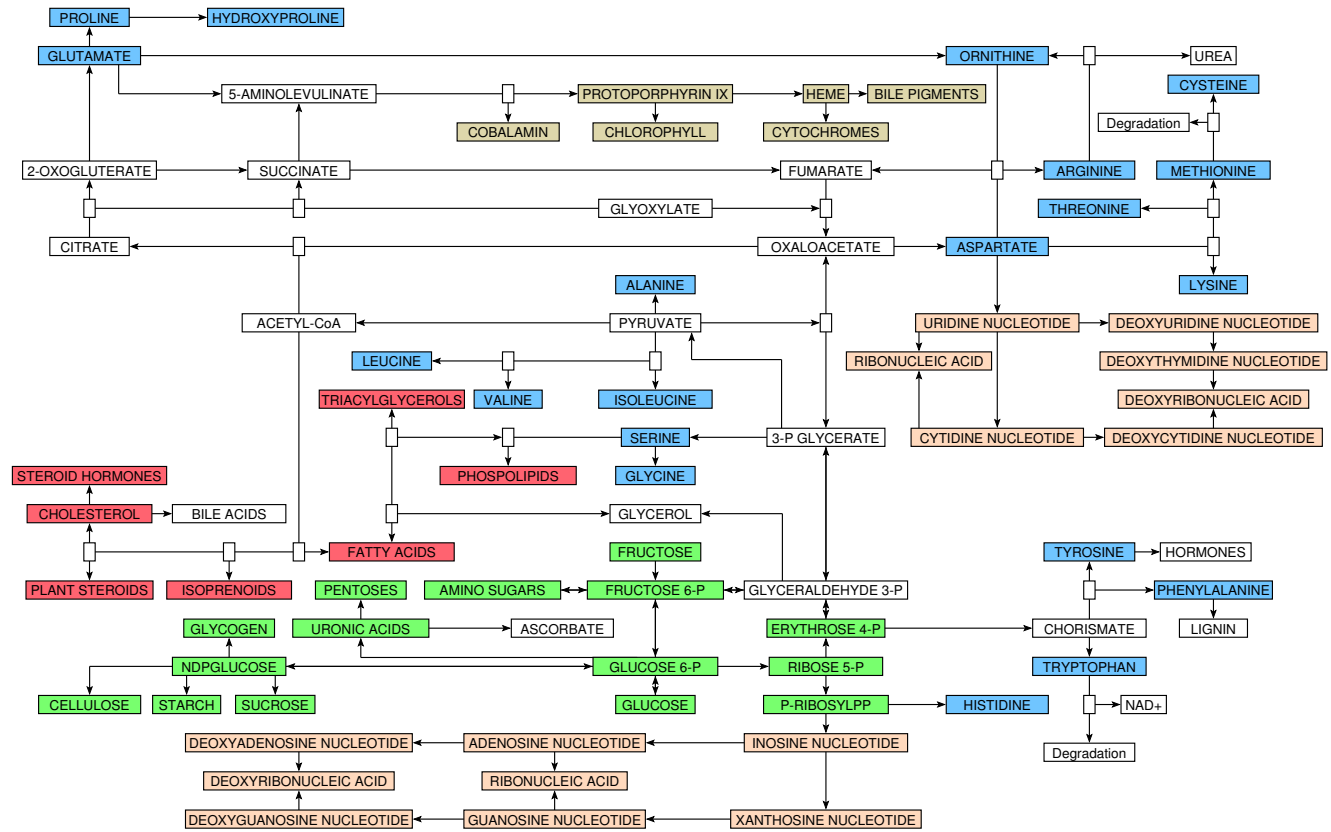 PROLINE
HYDROXYPROLINE
GLUTAMATE
ORNITHINE
UREA
CYSTEINE
5-AMINOLEVULINATE
PROTOPORPHYRIN IX
HEME
BILE PIGMENTS
COBALAMIN
CHLOROPHYLL
CYTOCHROMES
Degradation
2-OXOGLUTERATE
SUCCINATE
FUMARATE
ARGININE
METHIONINE
GLYOXYLATE
THREONINE
CITRATE
OXALOACETATE
ASPARTATE
ALANINE
LYSINE
ACETYL-CoA
PYRUVATE
URIDINE NUCLEOTIDE
DEOXYURIDINE NUCLEOTIDE
LEUCINE
RIBONUCLEIC ACID
DEOXYTHYMIDINE NUCLEOTIDE
TRIACYLGLYCEROLS
VALINE
ISOLEUCINE
DEOXYRIBONUCLEIC ACID
SERINE
3-P GLYCERATE
CYTIDINE NUCLEOTIDE
DEOXYCYTIDINE NUCLEOTIDE
STEROID HORMONES
PHOSPOLIPIDS
GLYCINE
CHOLESTEROL
BILE ACIDS
GLYCEROL
FATTY ACIDS
FRUCTOSE
TYROSINE
HORMONES
PLANT STEROIDS
ISOPRENOIDS
PENTOSES
AMINO SUGARS
FRUCTOSE 6-P
GLYCERALDEHYDE 3-P
PHENYLALANINE
GLYCOGEN
URONIC ACIDS
ASCORBATE
ERYTHROSE 4-P
CHORISMATE
LIGNIN
NDPGLUCOSE
GLUCOSE 6-P
RIBOSE 5-P
TRYPTOPHAN
CELLULOSE
STARCH
SUCROSE
GLUCOSE
P-RIBOSYLPP
HISTIDINE
NAD+
DEOXYADENOSINE NUCLEOTIDE
ADENOSINE NUCLEOTIDE
INOSINE NUCLEOTIDE
Degradation
DEOXYRIBONUCLEIC ACID
RIBONUCLEIC ACID
DEOXYGUANOSINE NUCLEOTIDE
GUANOSINE NUCLEOTIDE
XANTHOSINE NUCLEOTIDE